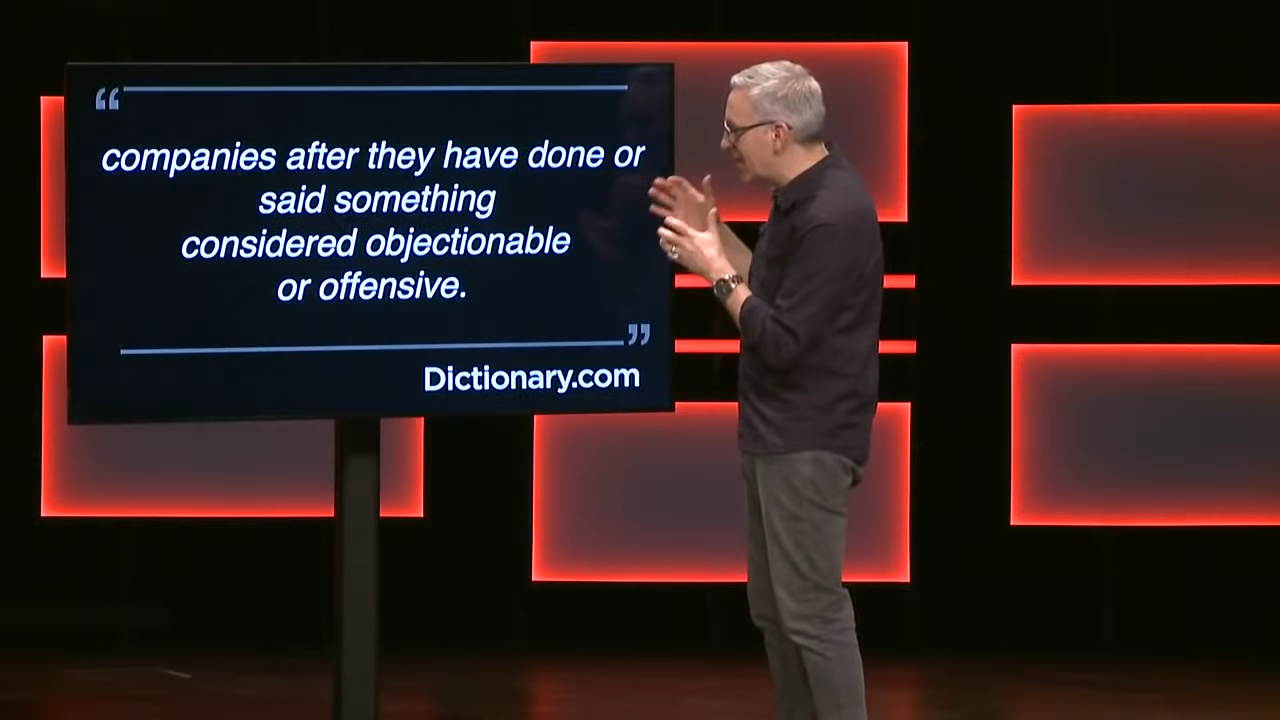 “
companies after they have done or
said something
considered objectionable
or offensive.
”
Dictionary.com